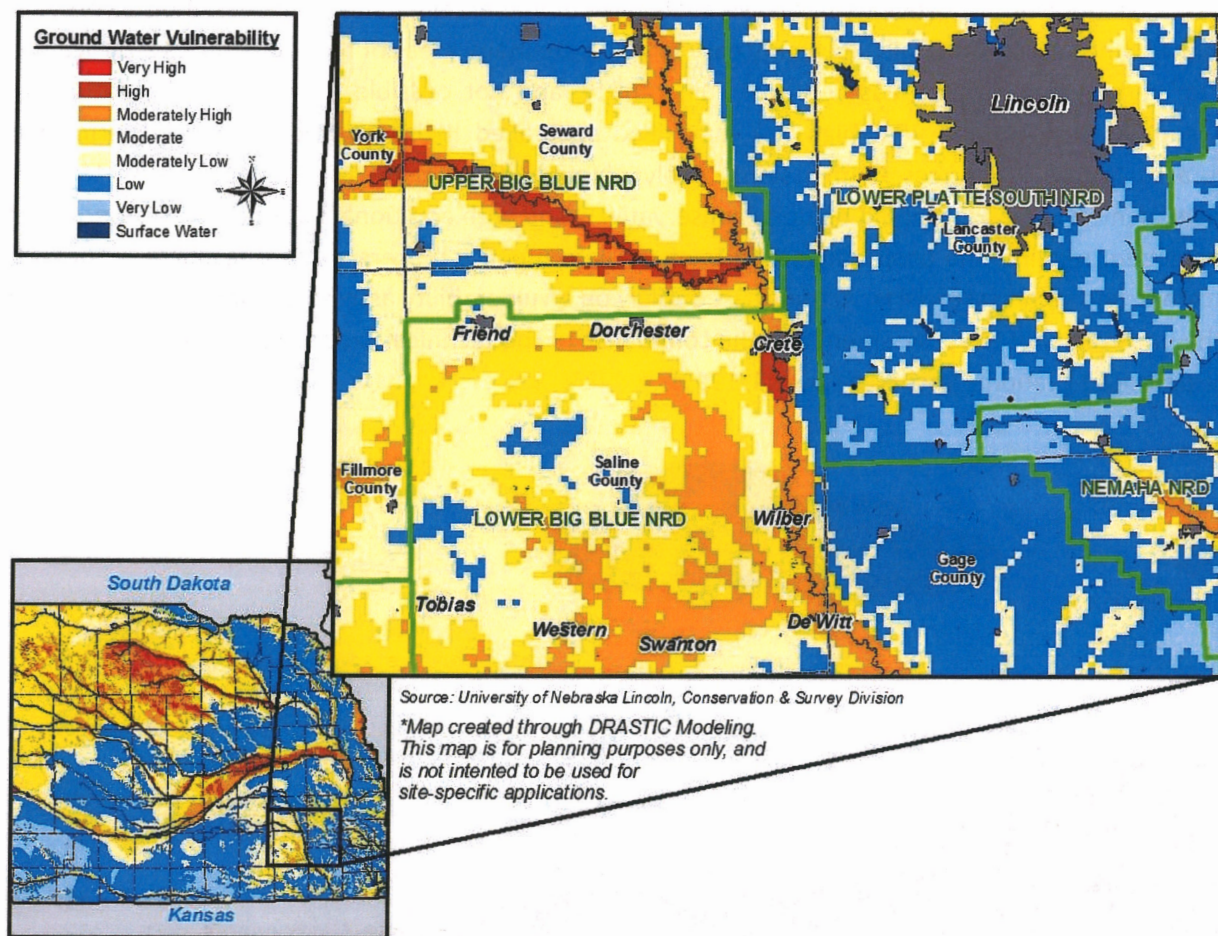 Ground Water Vulnerability
Very High
High
Moderately High
Moderate
Moderately Low
Low
Very Low
Surface Water
N
W
E
S
Lincoln
York
County
Seward
County
UPPER BIG BLUE NRD
LOWER PLATTE SOUTH NRD
Lancaster
County
Friend
Dorchester
Crete
Fillmore
County
Saline
County
LOWER BIG BLUE NRD
Wilber
NEMAHA NRD
Gage
County
Tobias
Western
Swanton
De Witt
South Dakota
Kansas
Source: University of Nebraska Lincoln, Conservation & Survey Division
*Map created through DRASTIC Modeling.
This map is for planning purposes only, and
is not intented to be used for
site-specific applications.